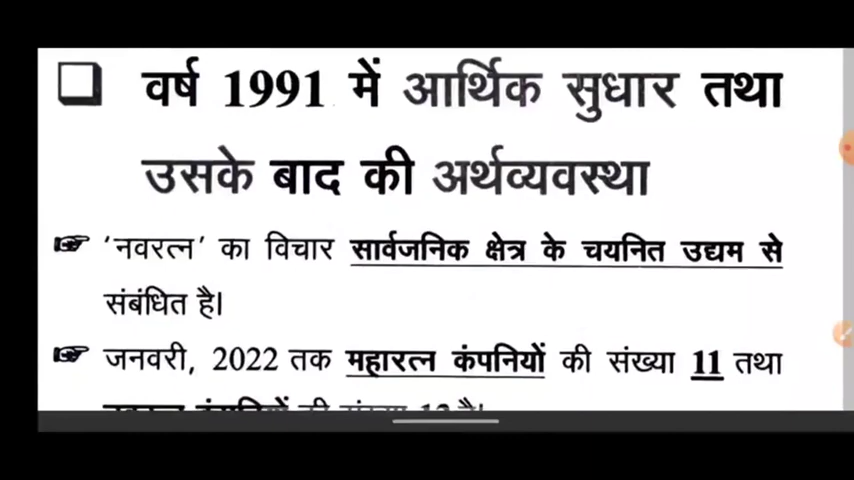 वर्ष 1991 में आर्थिक सुधार तथा
उसके बाद की अर्थव्यवस्था
'नवरत्न' का विचार सार्वजनिक क्षेत्र के चयनित उद्यम से
संबंधित है।
जनवरी, 2022 तक महारत्न कंपनियों की संख्या 11 तथा